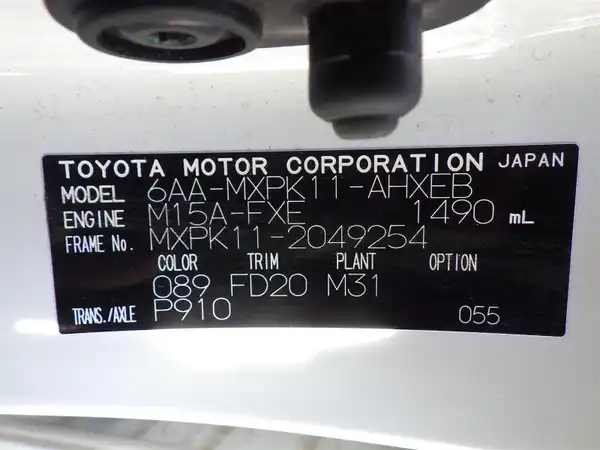 TOYOTA MOTOR CORPORATION JAPAN
MODEL 6AA-MXPK11-AHXEB
ENGINE M15A-FXE 1490 mL
FRAME No. MXPK11-2049254
COLOR TRIM PLANT OPTION
089 FD20 M31
TRANS./AXLE P910 055